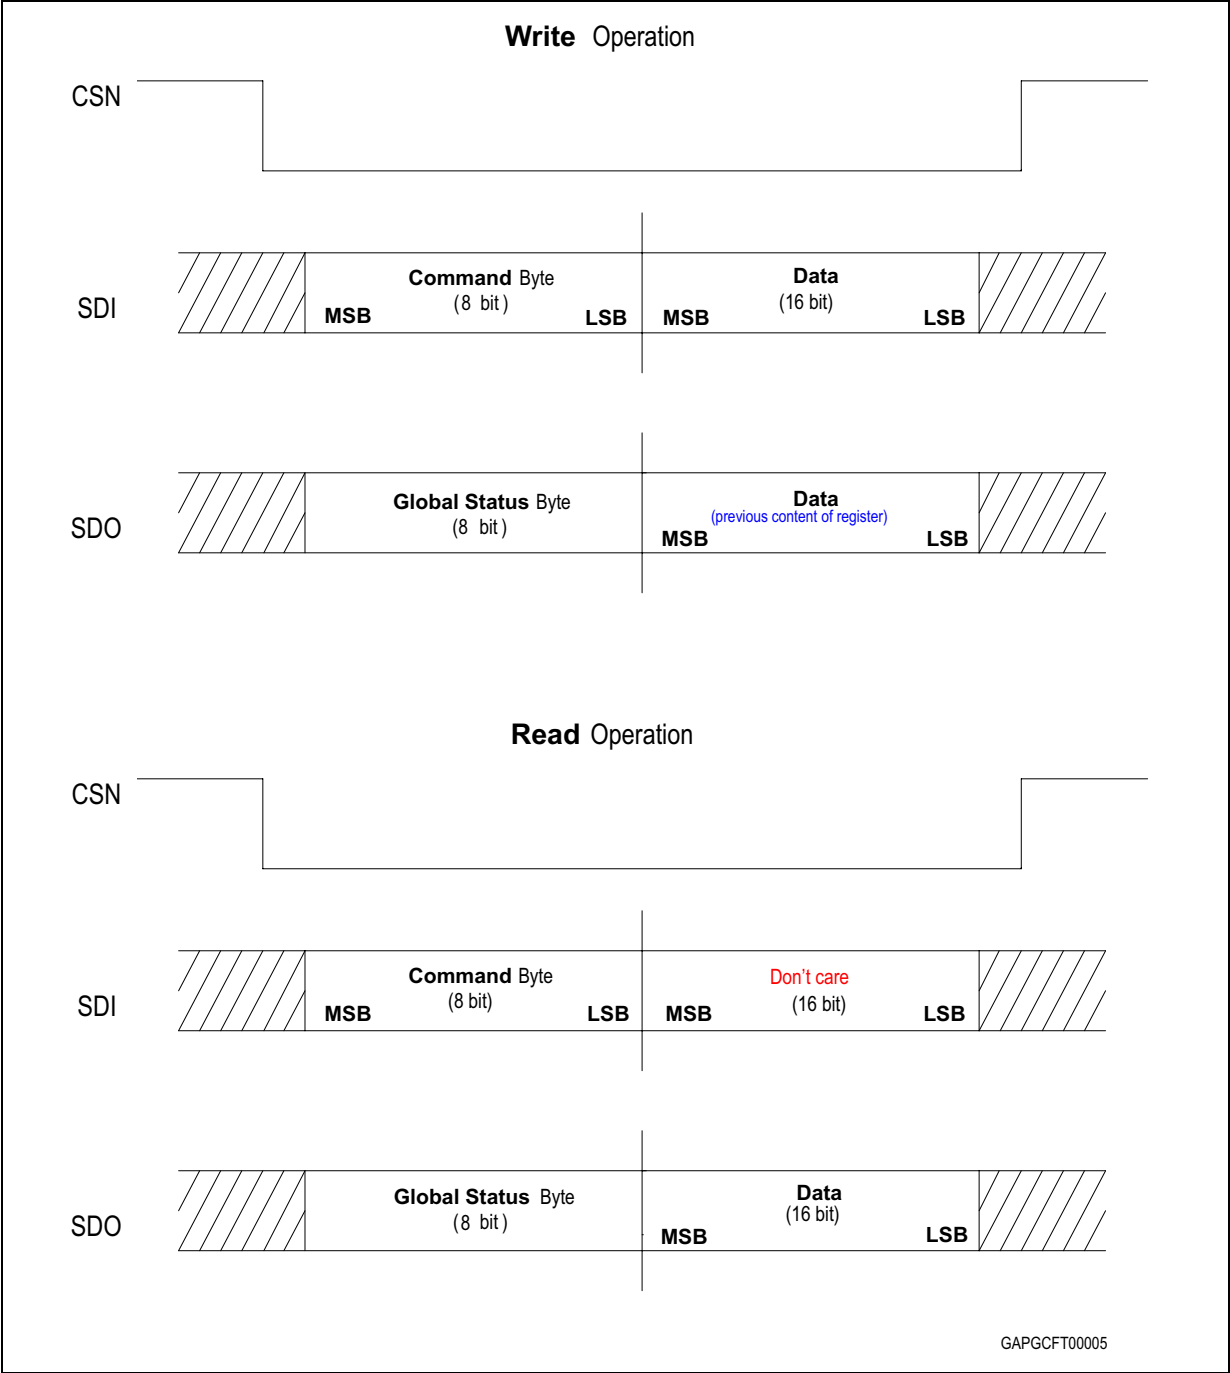 Write Operation
CSN
Command Byte
(8 bit)
MSB LSB
Data
(16 bit)
MSB LSB
SDI
Global Status Byte
(8 bit)
Data
(previous content of register)
MSB LSB
SDO
Read Operation
CSN
Command Byte
(8 bit)
MSB LSB
Don't care
(16 bit)
MSB LSB
SDI
Global Status Byte
(8 bit)
Data
(16 bit)
MSB LSB
SDO
GAPGCFT00005